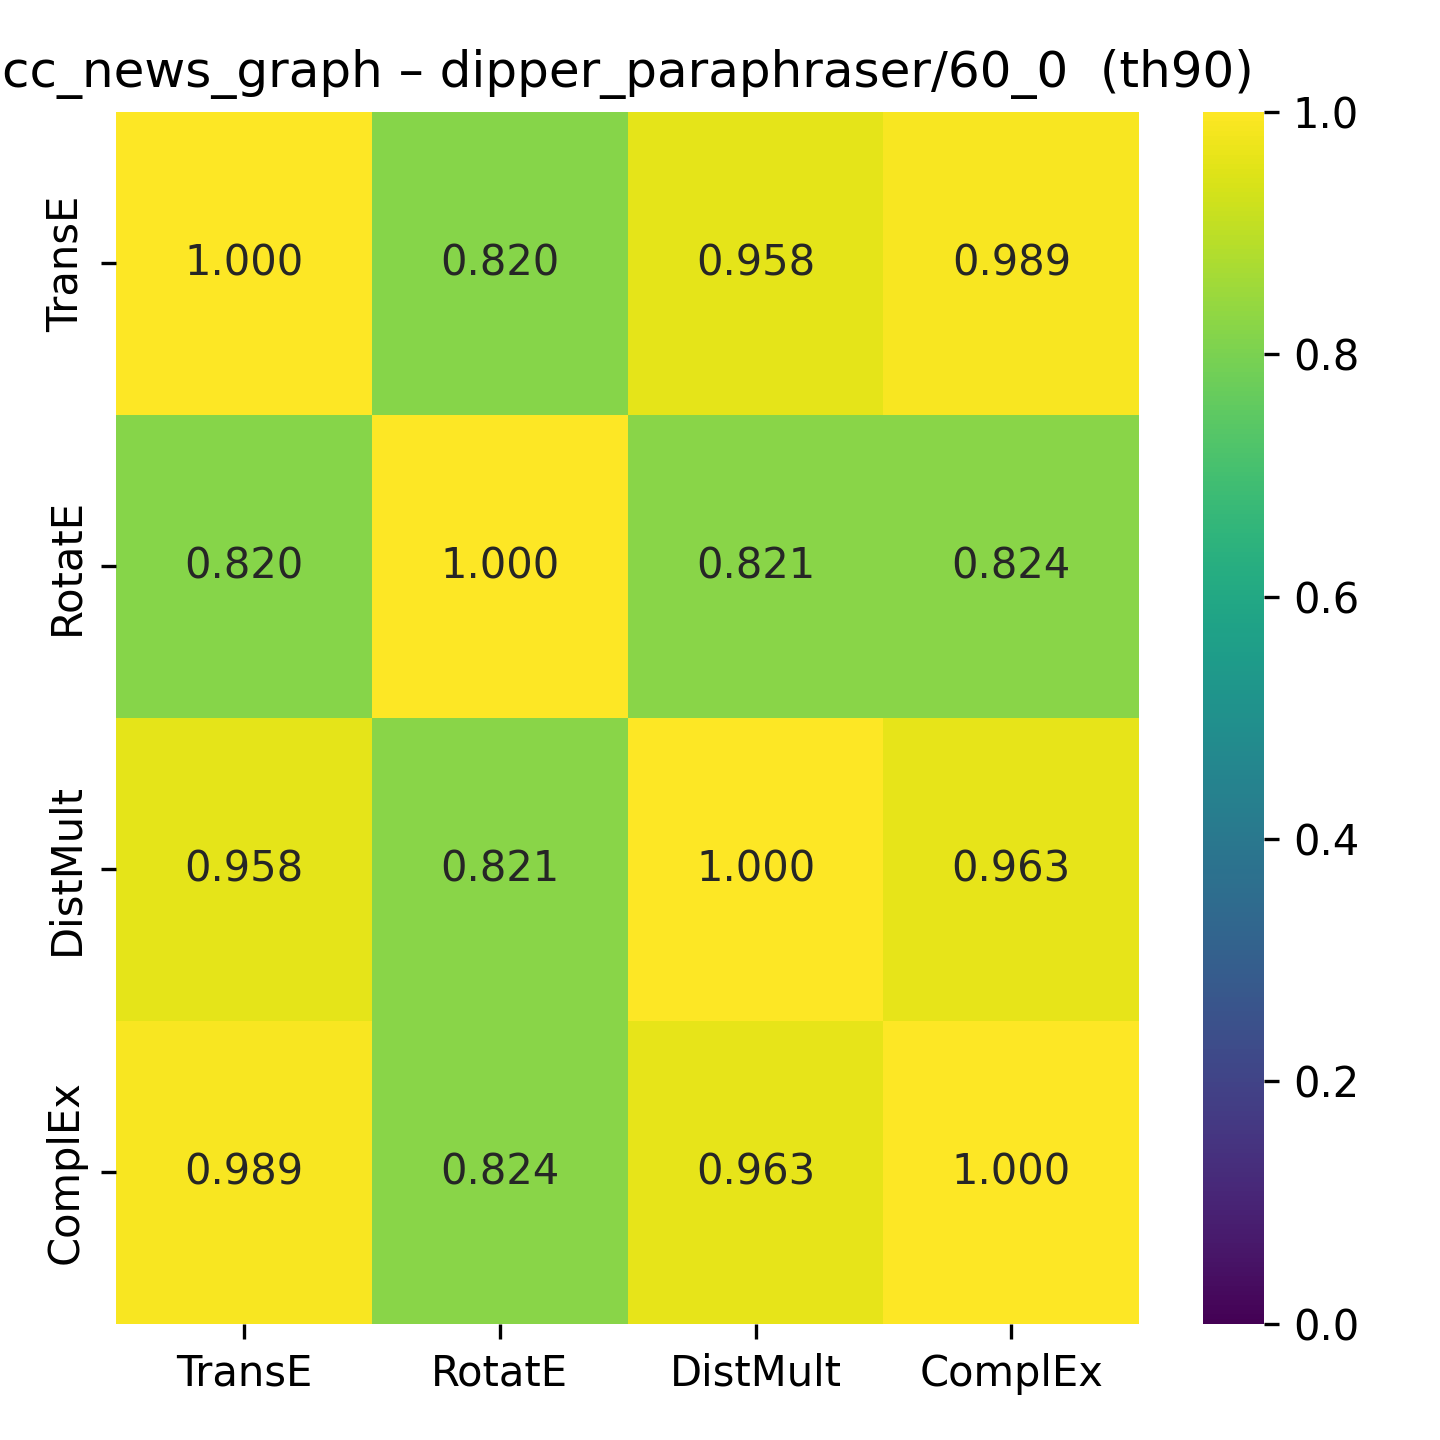 cc_news_graph – dipper_paraphraser/60_0  (th90)
TransE 1.000 0.820 0.958 0.989
RotatE 0.820 1.000 0.821 0.824
DistMult 0.958 0.821 1.000 0.963
ComplEx 0.989 0.824 0.963 1.000
TransE RotatE DistMult ComplEx
1.0
0.8
0.6
0.4
0.2
0.0